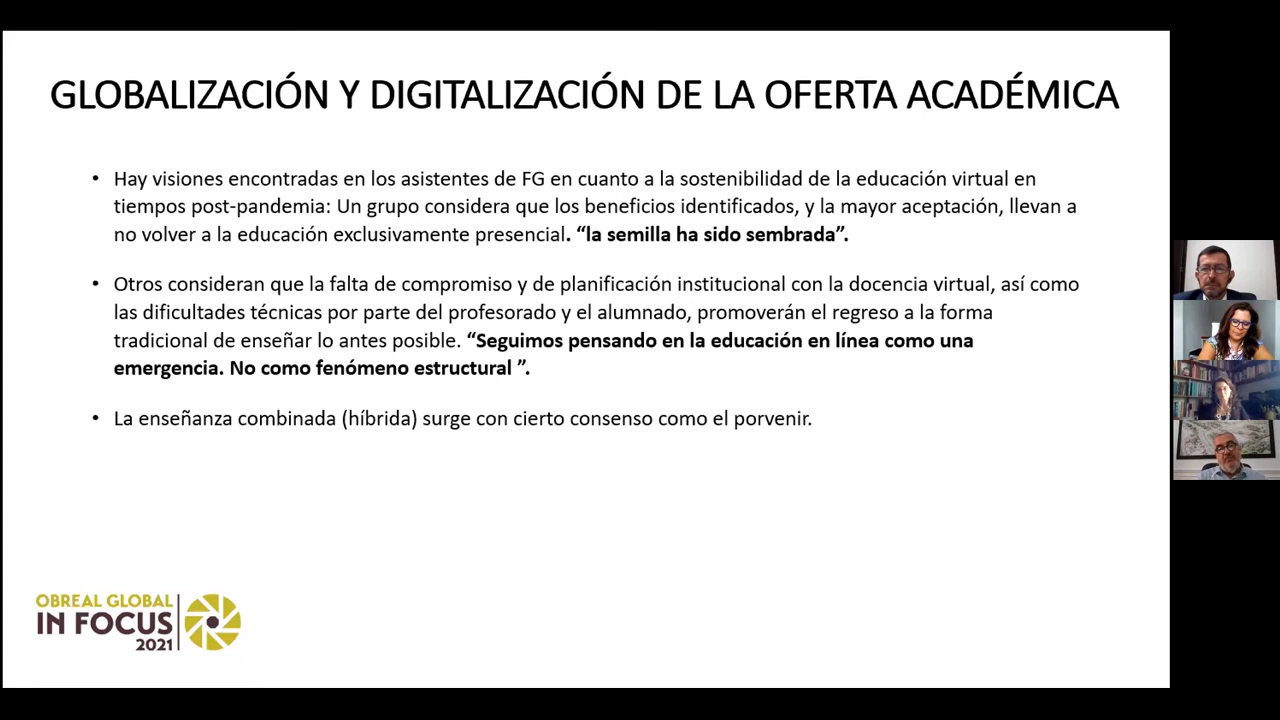 GLOBALIZACIÓN Y DIGITALIZACIÓN DE LA OFERTA ACADÉMICA
• Hay visiones encontradas en los asistentes de FG en cuanto a la sostenibilidad de la educación virtual en
tiempos post-pandemia: Un grupo considera que los beneficios identificados, y la mayor aceptación, llevan a
no volver a la educación exclusivamente presencial. “la semilla ha sido sembrada”.
• Otros consideran que la falta de compromiso y de planificación institucional con la docencia virtual, así como
las dificultades técnicas por parte del profesorado y el alumnado, promoverán el regreso a la forma
tradicional de enseñar lo antes posible. “Seguimos pensando en la educación en línea como una
emergencia. No como fenómeno estructural ”.
• La enseñanza combinada (híbrida) surge con cierto consenso como el porvenir.
OBREAL GLOBAL
IN FOCUS
2021